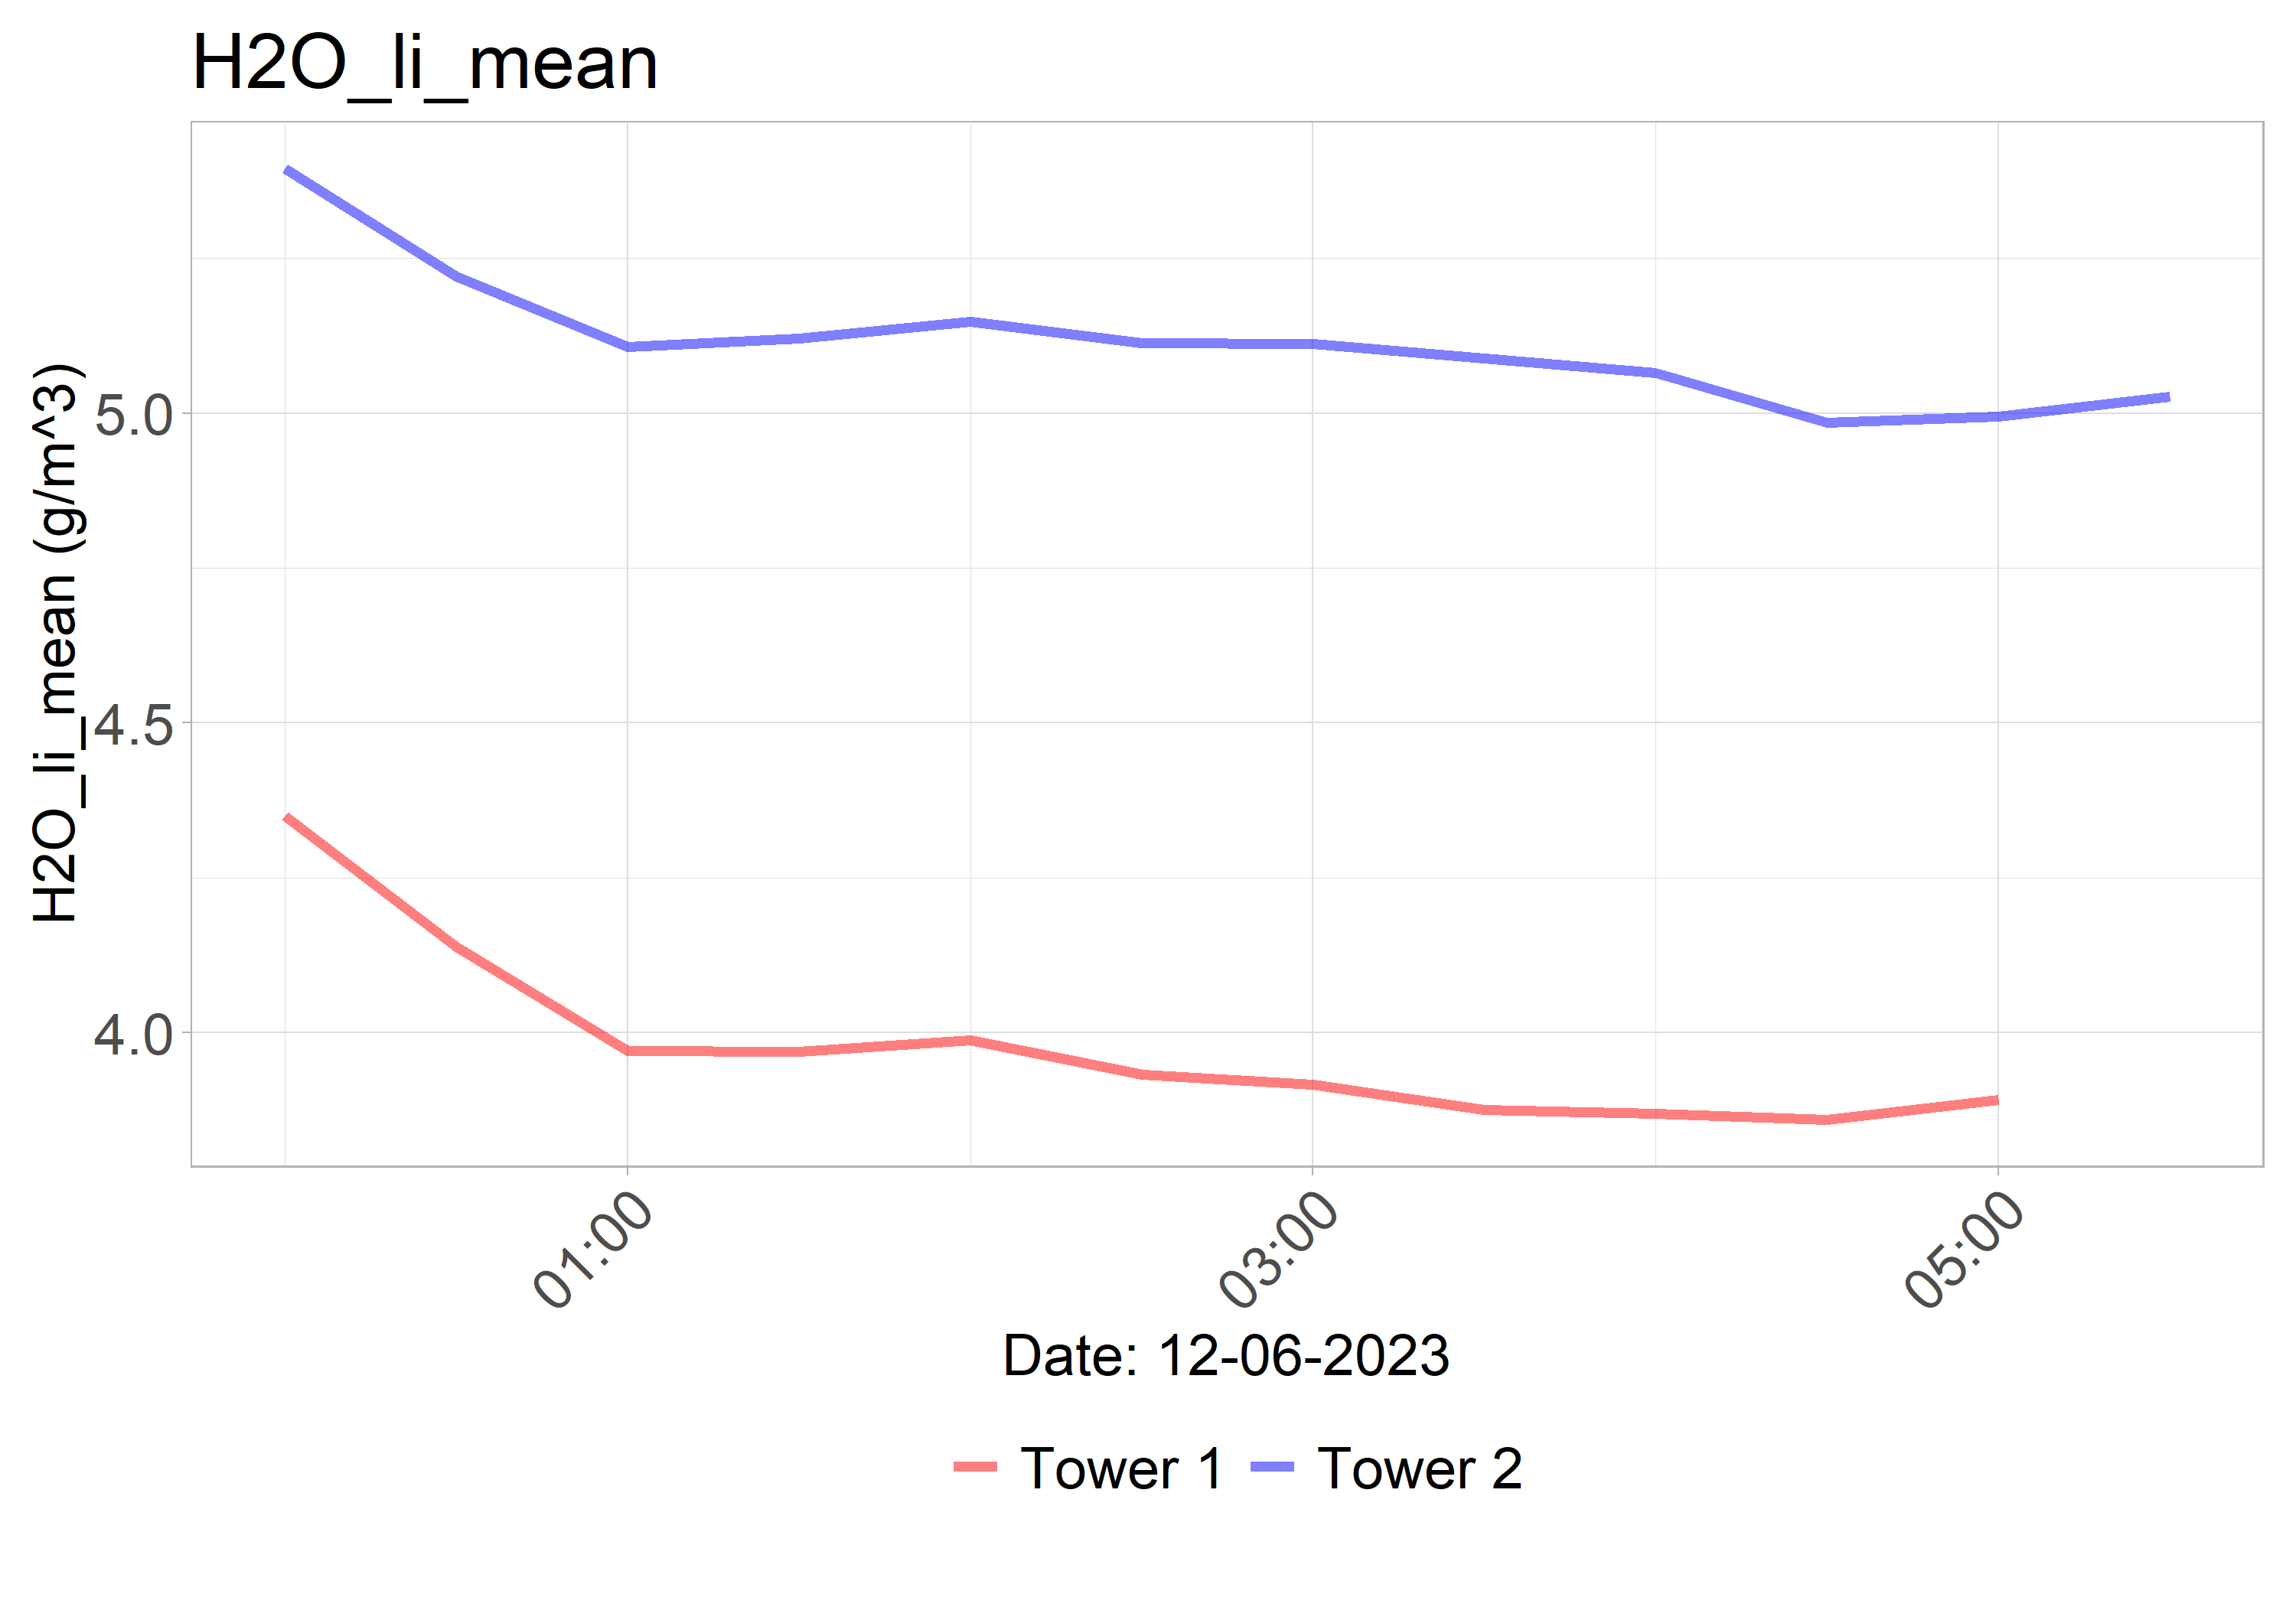 H2O_li_mean
H2O_li_mean (g/m^3)
5.0
4.5
4.0
01:00
03:00
05:00
Date: 12-06-2023
Tower 1
Tower 2